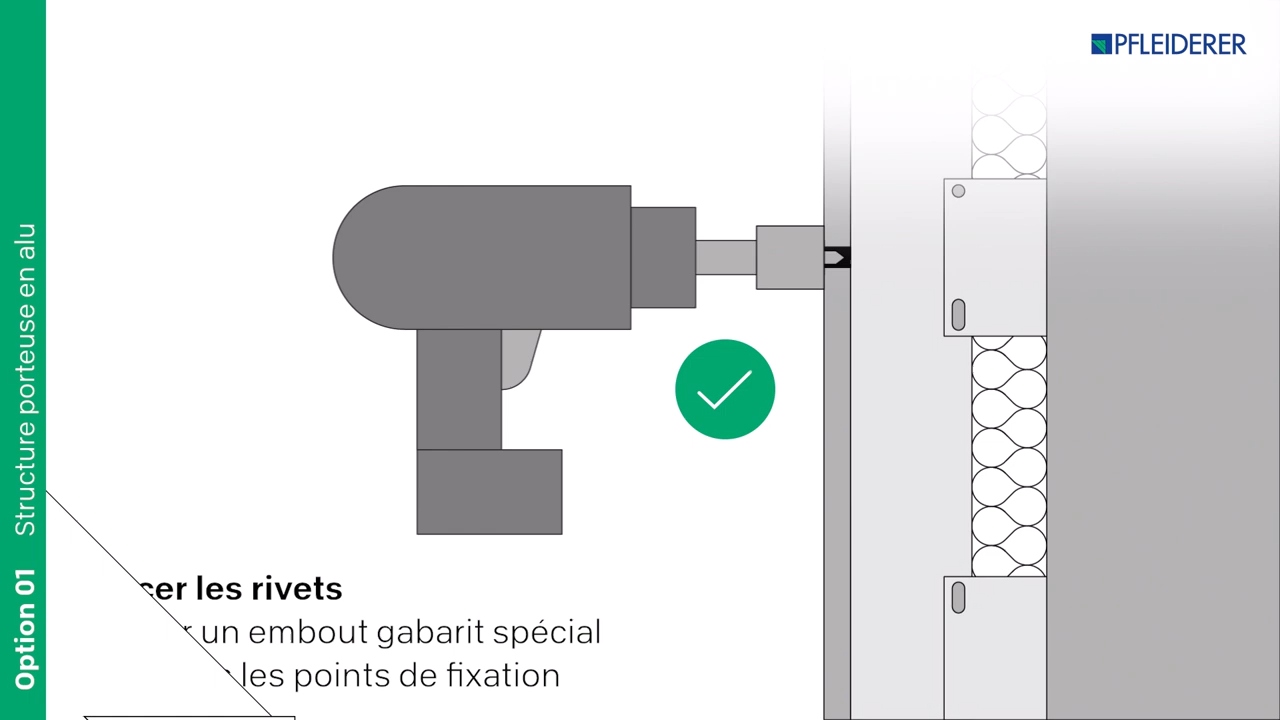 PFLEIDERER
Option 01 Structure porteuse en alu
cer les rivets
un embout gabarit spécial
les points de fixation